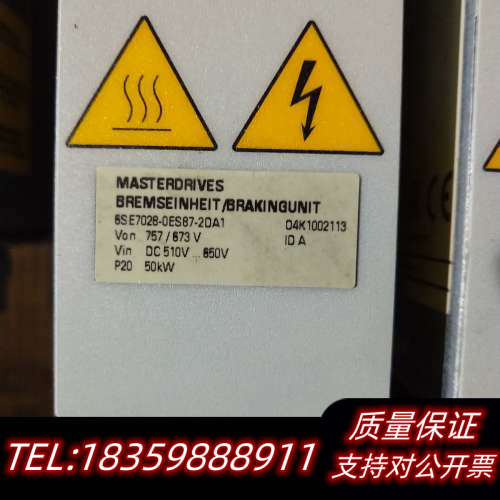 MASTERDRIVES
BREMSEINHEIT/BRAKINGUNIT
6SE7028-0ES87-2DA1 04K1002113
Von 757/673 V ID A
Vin DC 510V ... 650V
P20 50kW
TEL:18359888911
质量保证
支持对公开票